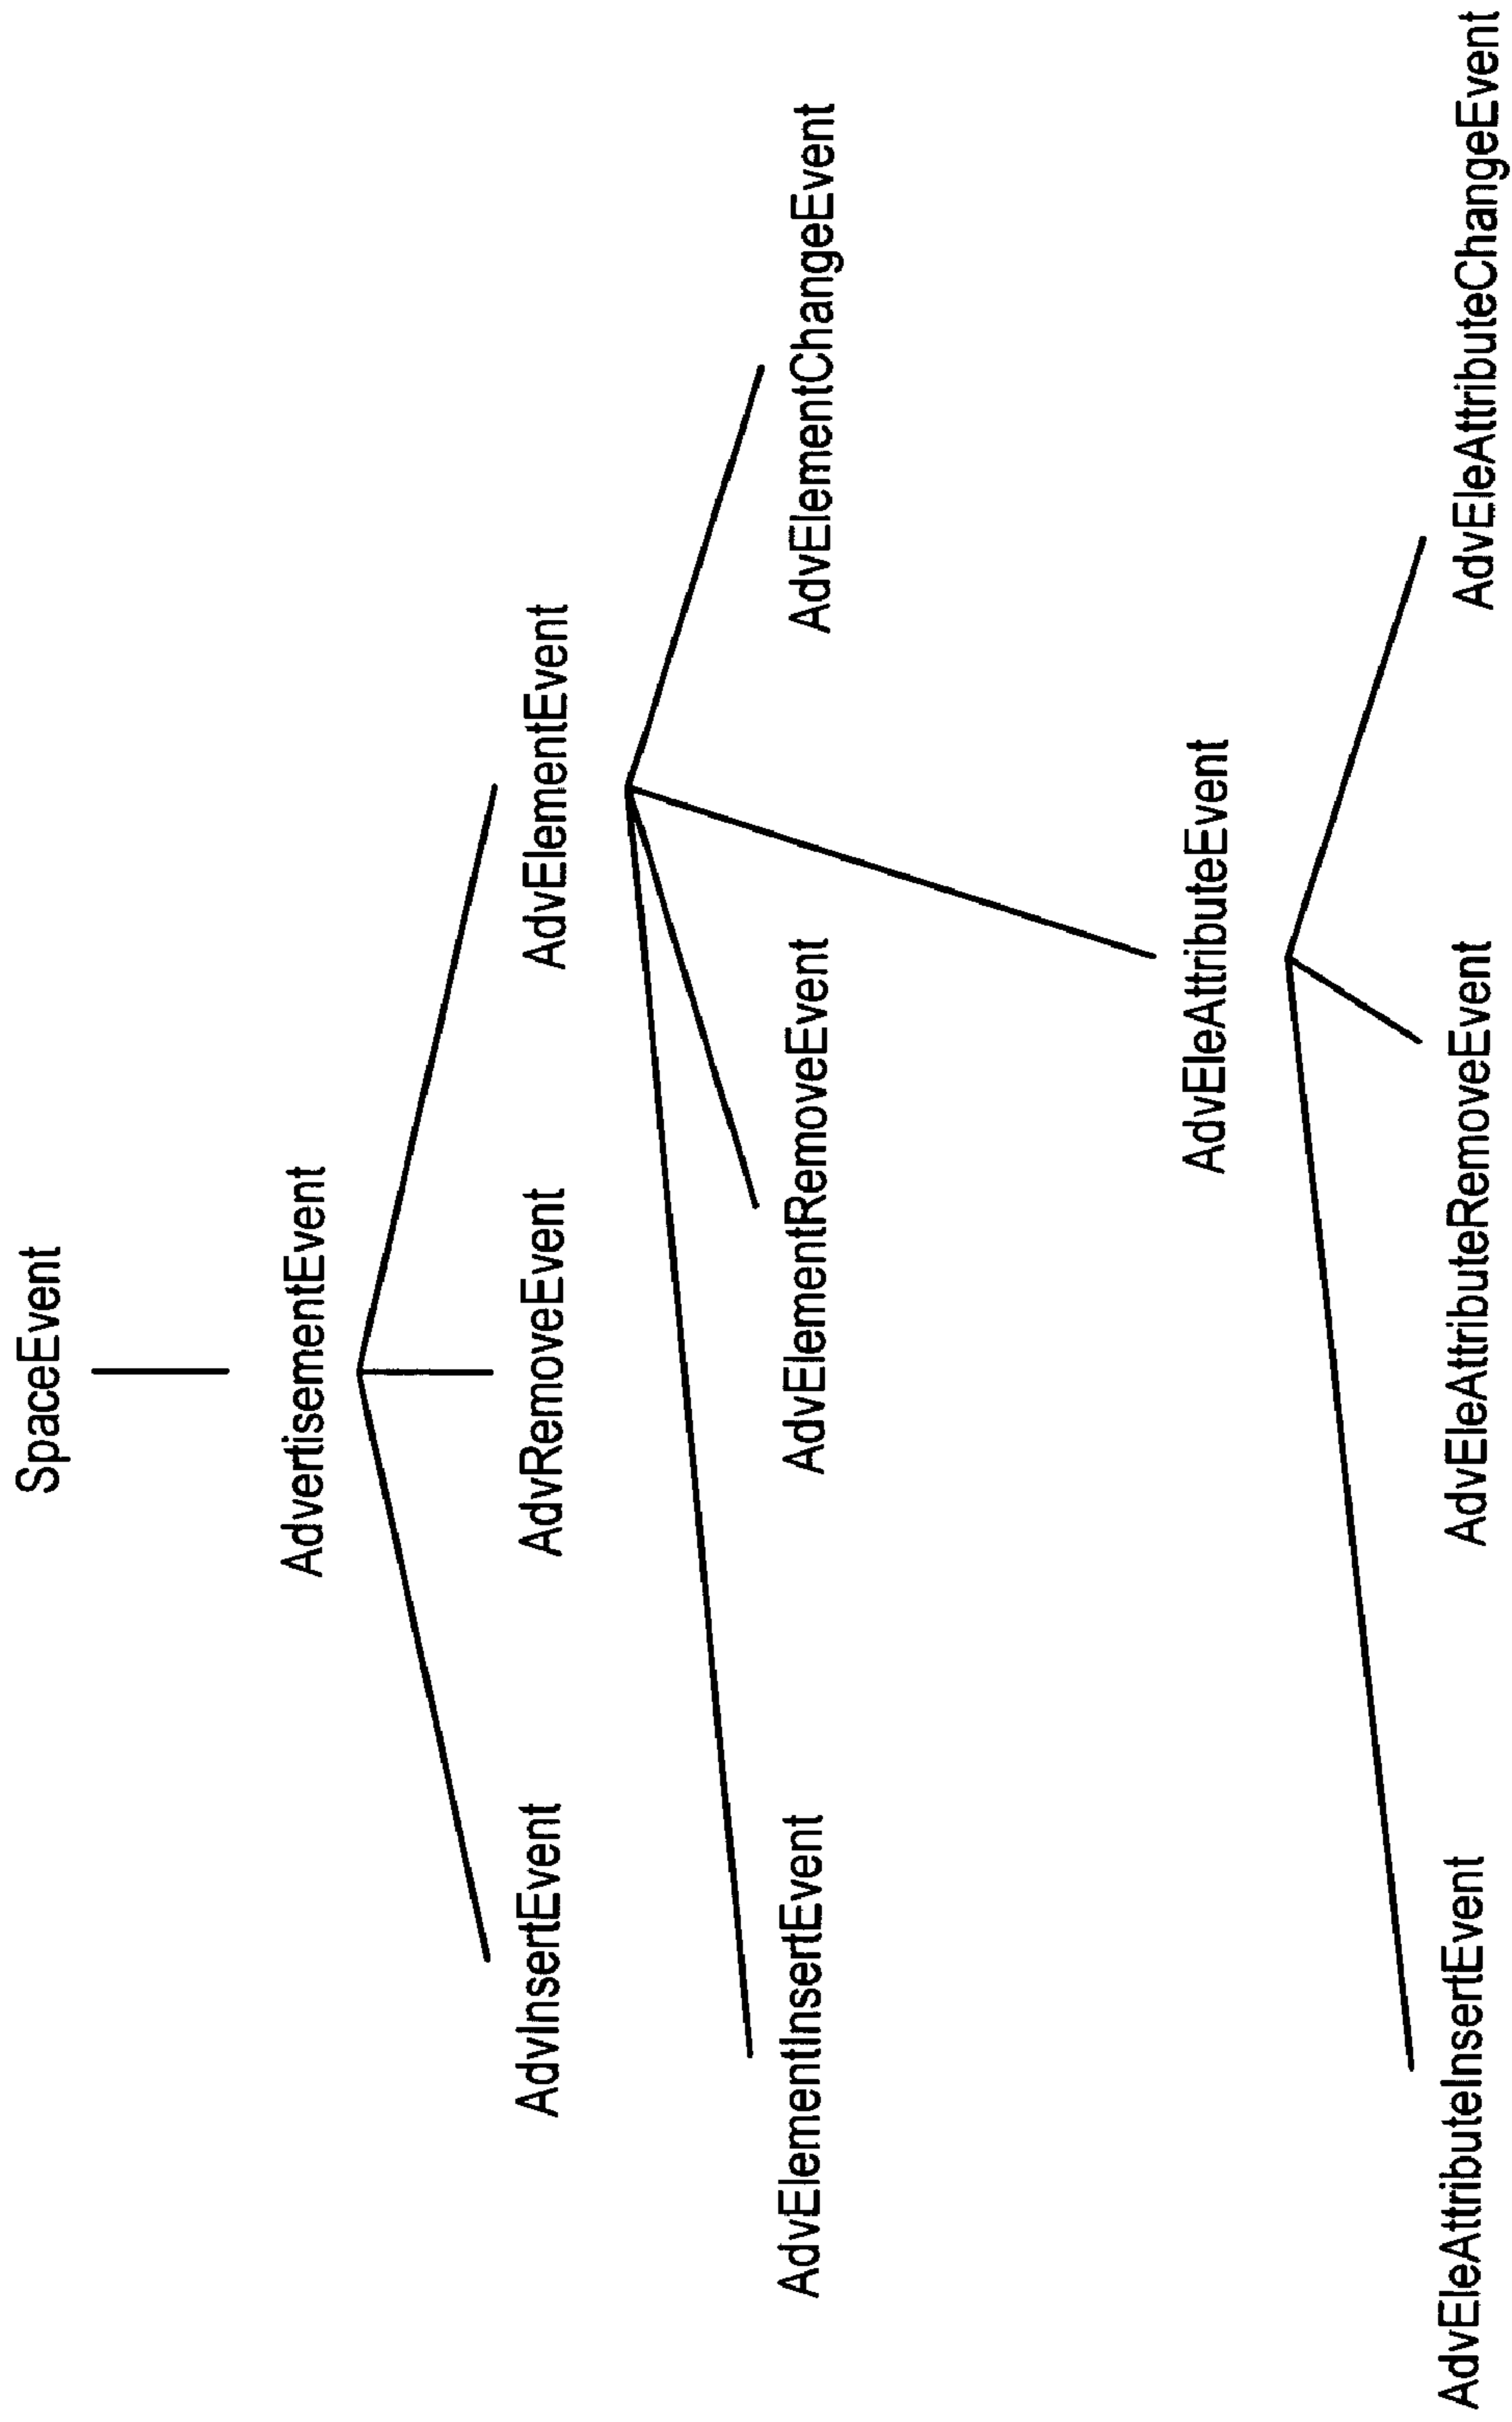 SpaceEvent
AdvertisementEvent
AdvInsertEvent
AdvRemoveEvent
AdvElementEvent
AdvElementInsertEvent
AdvElementRemoveEvent
AdvElementChangeEvent
AdvEleAttributeEvent
AdvEleAttributeInsertEvent
AdvEleAttributeRemoveEvent
AdvEleAttributeChangeEvent